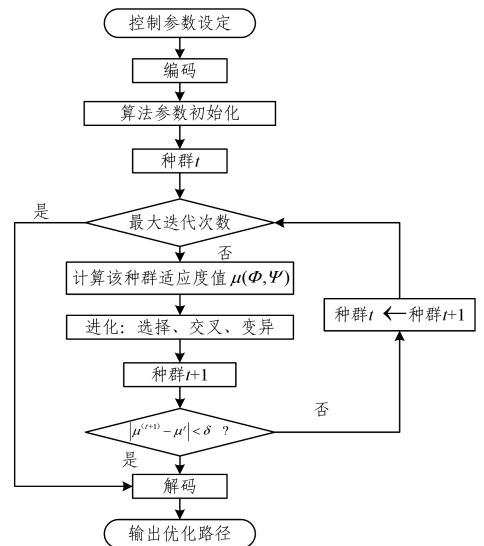 控制参数设定
编码
算法参数初始化
种群t
是
最大迭代次数
否
计算该种群适应度值 μ(Φ,Ψ)
种群t ←种群t+1
进化：选择、交叉、变异
种群t+1
否
|μ⁽ᵗ⁺¹⁾ − μᵗ| < δ ?
是
解码
输出优化路径